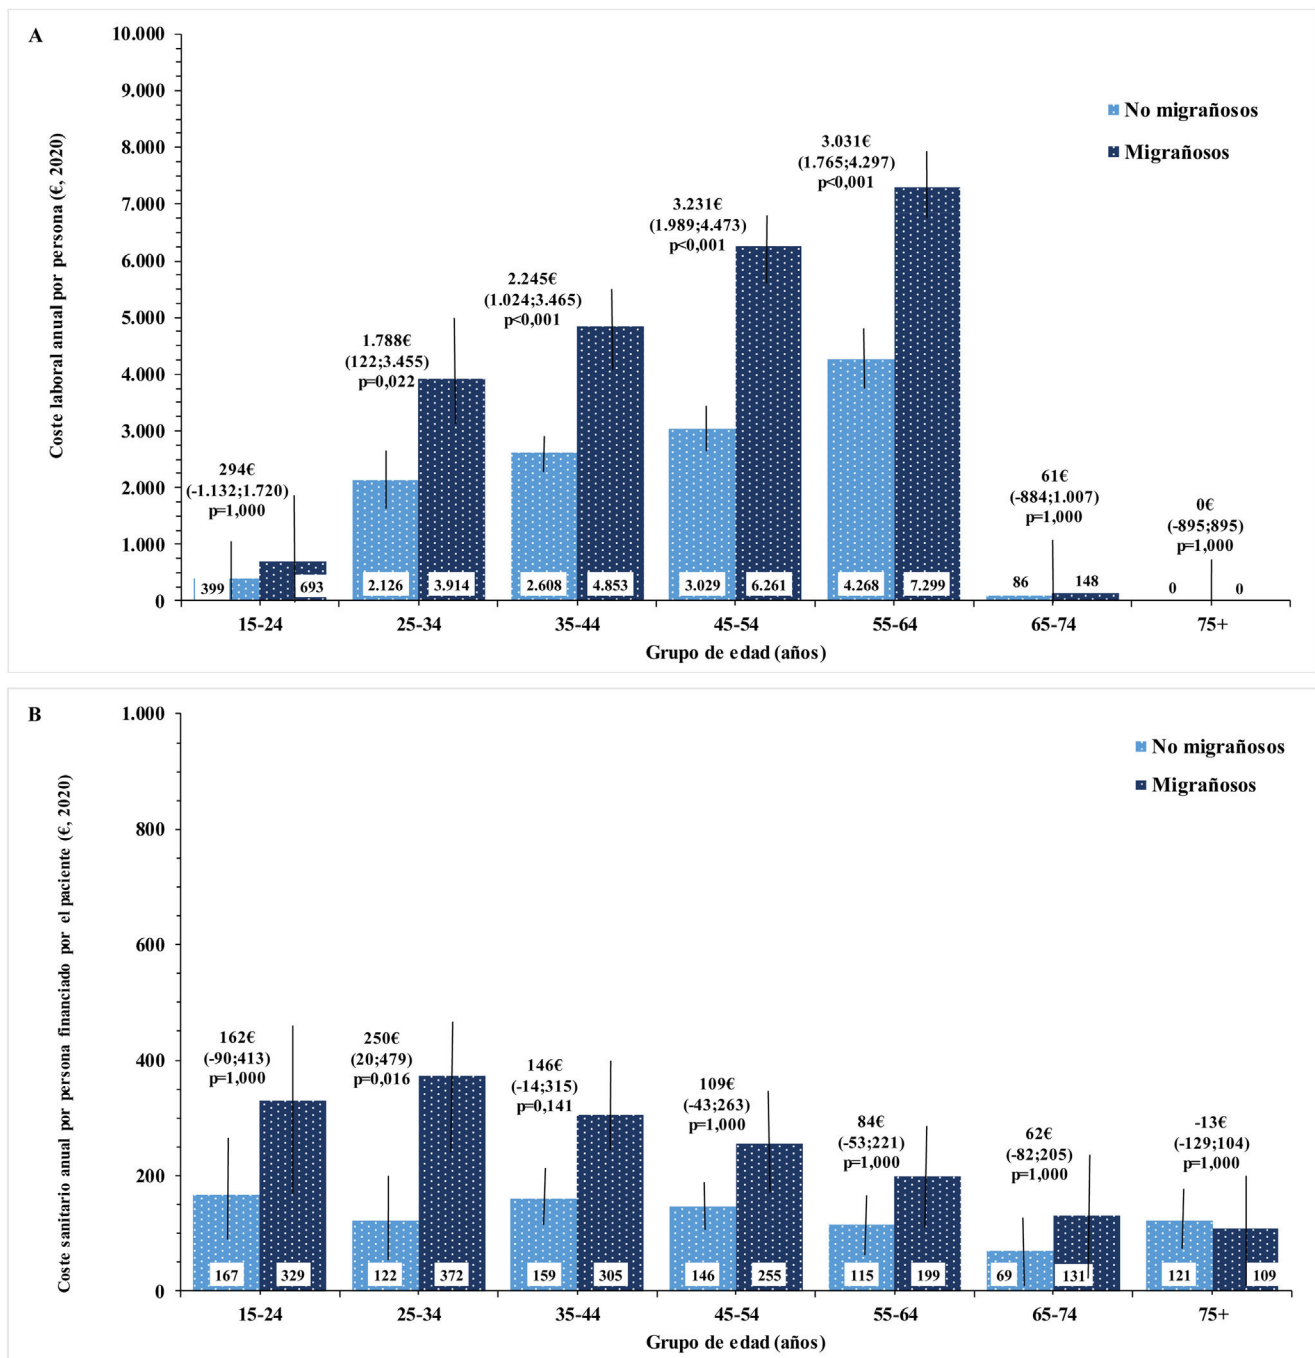 A
Coste laboral anual por persona (€, 2020)
10.000
9.000
8.000
7.000
6.000
5.000
4.000
3.000
2.000
1.000
0
No migrañosos
Migrañosos
294€
(-1.132;1.720)
p=1,000
1.788€
(122;3.455)
p=0,022
2.245€
(1.024;3.465)
p<0,001
3.231€
(1.989;4.473)
p<0,001
3.031€
(1.765;4.297)
p<0,001
61€
(-884;1.007)
p=1,000
0€
(-895;895)
p=1,000
399 693 2.126 3.914 2.608 4.853 3.029 6.261 4.268 7.299 86 148 0 0
15-24 25-34 35-44 45-54 55-64 65-74 75+
Grupo de edad (años)
B
Coste sanitario anual por persona financiado por el paciente (€, 2020)
1.000
800
600
400
200
0
No migrañosos
Migrañosos
162€
(-90;413)
p=1,000
250€
(20;479)
p=0,016
146€
(-14;315)
p=0,141
109€
(-43;263)
p=1,000
84€
(-53;221)
p=1,000
62€
(-82;205)
p=1,000
-13€
(-129;104)
p=1,000
167 329 122 372 159 305 146 255 115 199 69 131 121 109
15-24 25-34 35-44 45-54 55-64 65-74 75+
Grupo de edad (años)